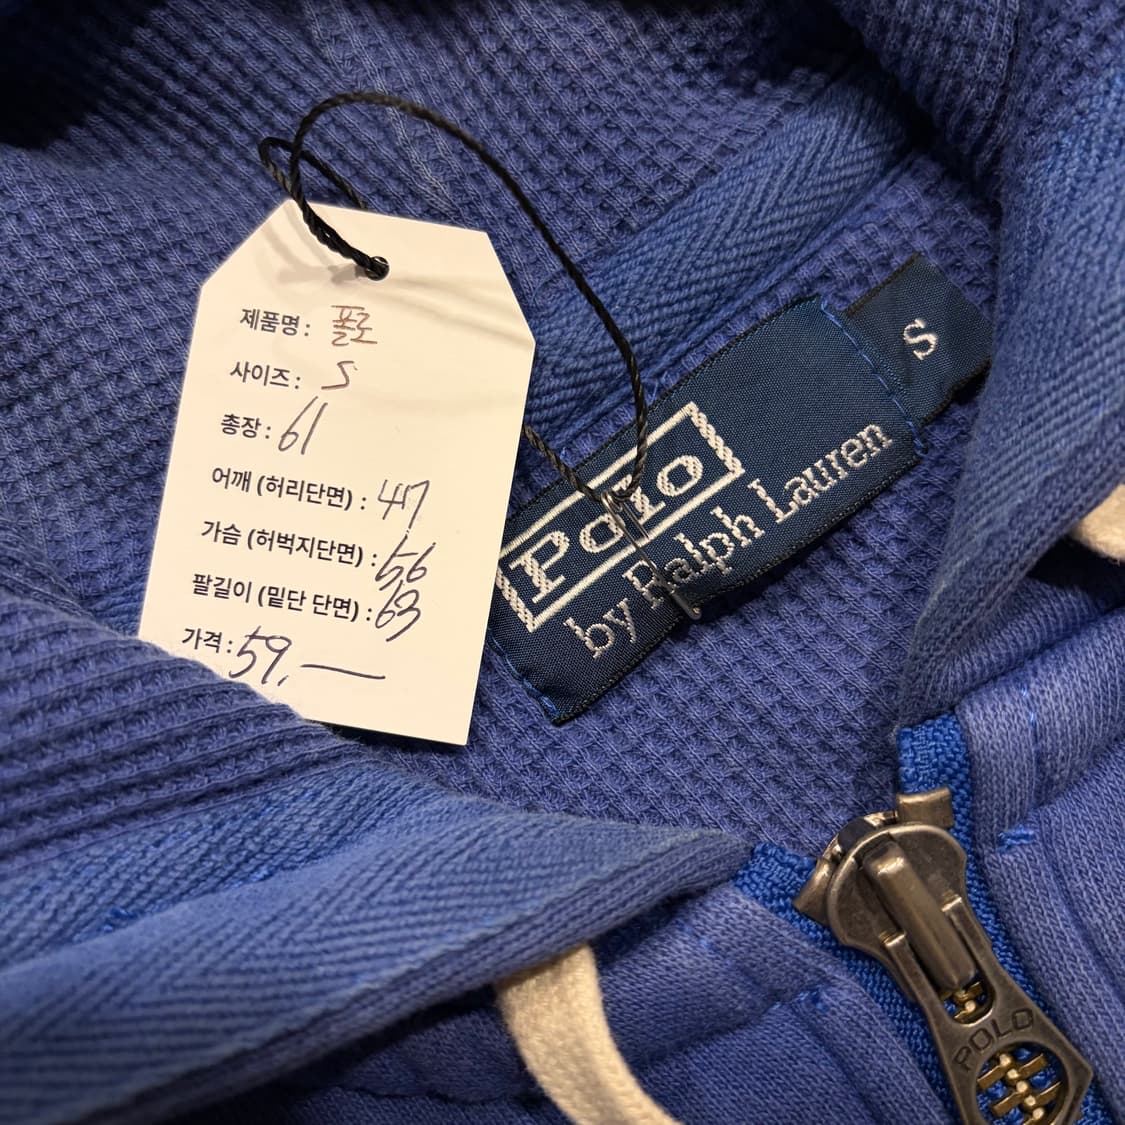 제품명 : 폴로
사이즈 : S
총장 : 61
어깨 (허리단면) : 47
가슴 (허벅지단면) : 56
팔길이 (밑단 단면) : 63
가격 : 59,—
S
Polo
by Ralph Lauren
POLO